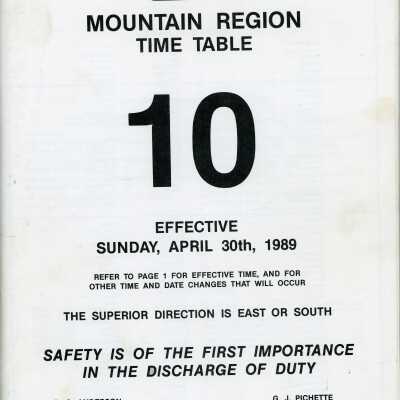 MOUNTAIN REGION
TIME TABLE
10
EFFECTIVE
SUNDAY, APRIL 30th, 1989
REFER TO PAGE 1 FOR EFFECTIVE TIME, AND FOR
OTHER TIME AND DATE CHANGES THAT WILL OCCUR
THE SUPERIOR DIRECTION IS EAST OR SOUTH
SAFETY IS OF THE FIRST IMPORTANCE
IN THE DISCHARGE OF DUTY
G. J. PICHETTE